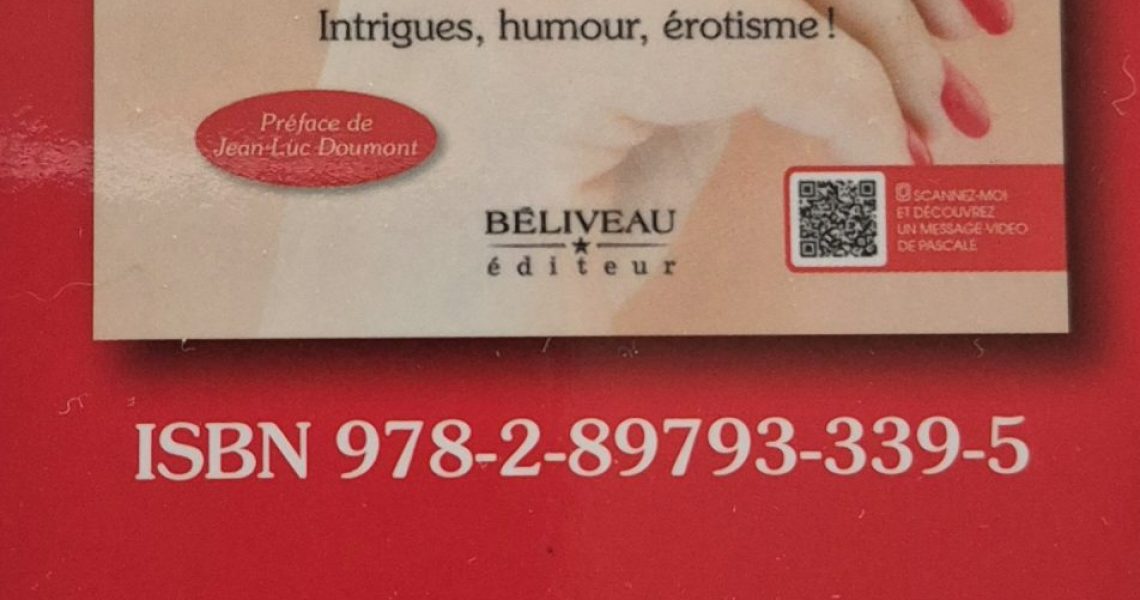 Intrigues, humour, érotisme !
Préface de
Jean-Luc Doumont
BÉLIVEAU
éditeur
SCANNEZ-MOI
ET DÉCOUVREZ
UN MESSAGE VIDEO
DE PASCALE
ISBN 978-2-89793-339-5